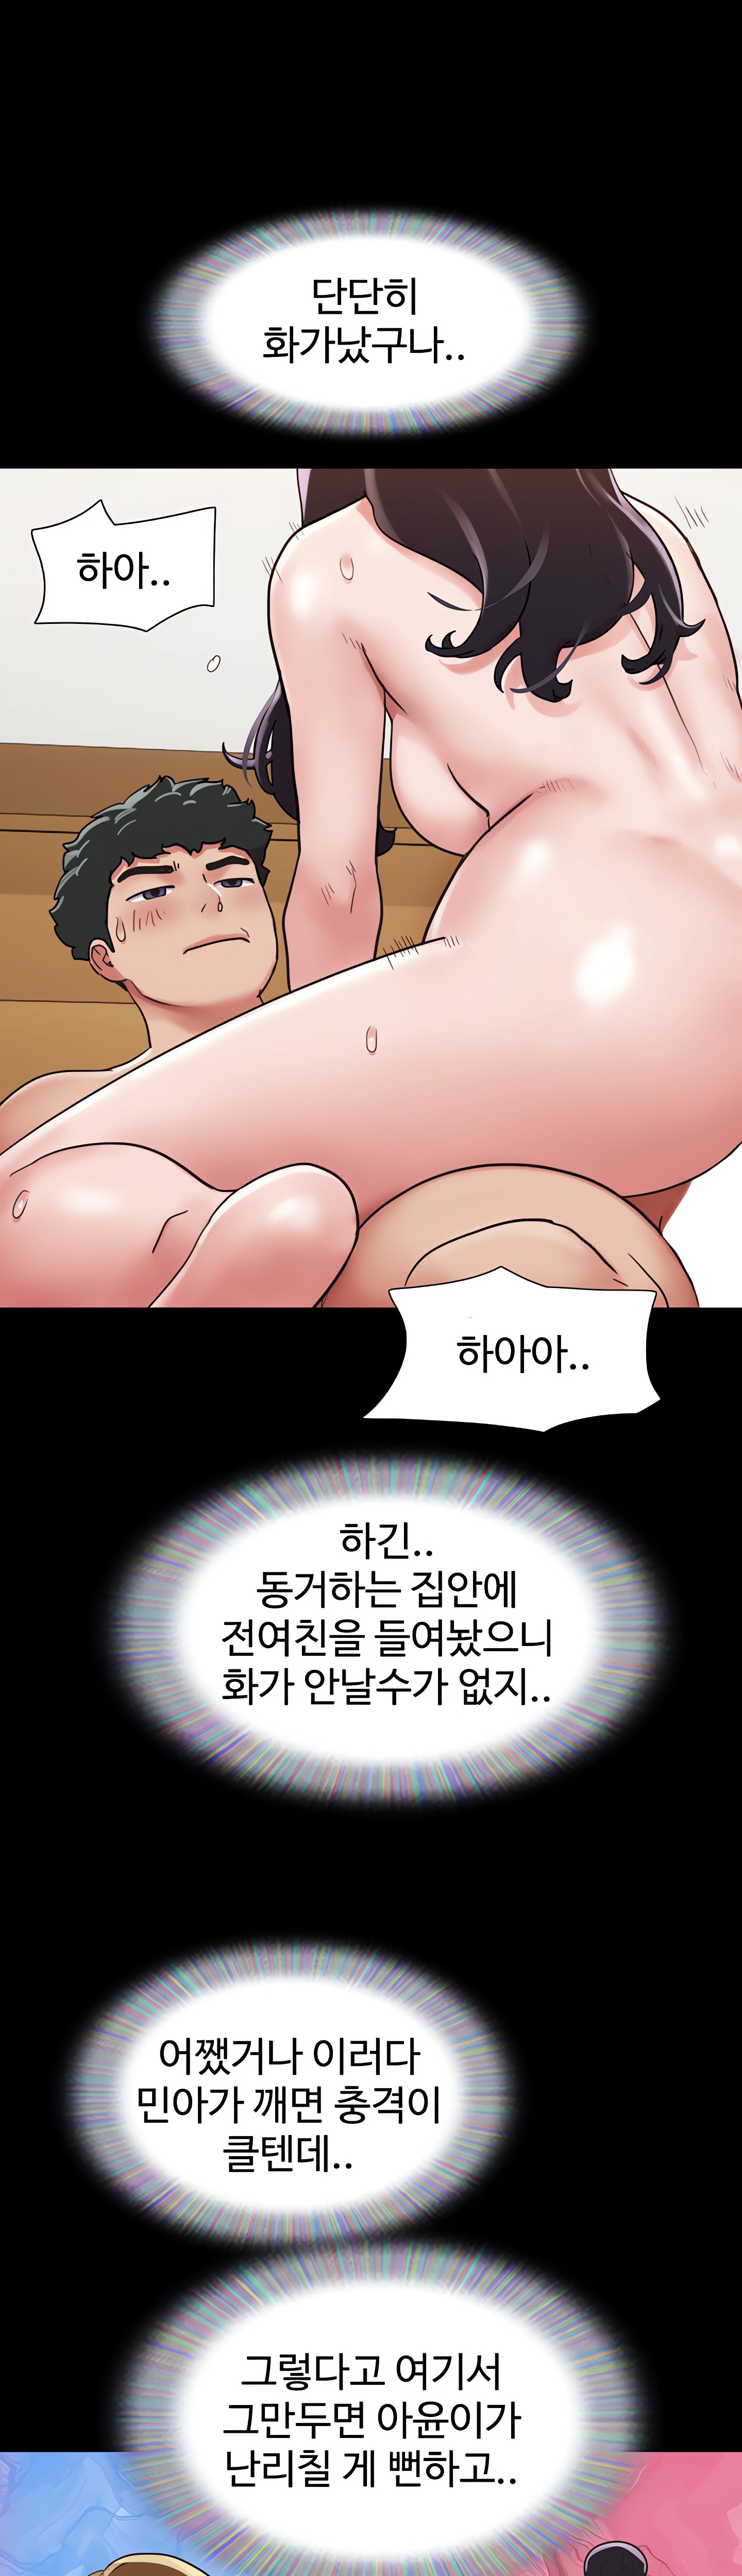 단단히
화가났구나..
하아..
하아아..
하긴..
동거하는 집안에
전여친을 들여놨으니
화가 안날수가 없지..
어쨌거나 이러다
민아가 깨면 충격이
클텐데..
그렇다고 여기서
그만두면 아윤이가
난리칠 게 뻔하고..